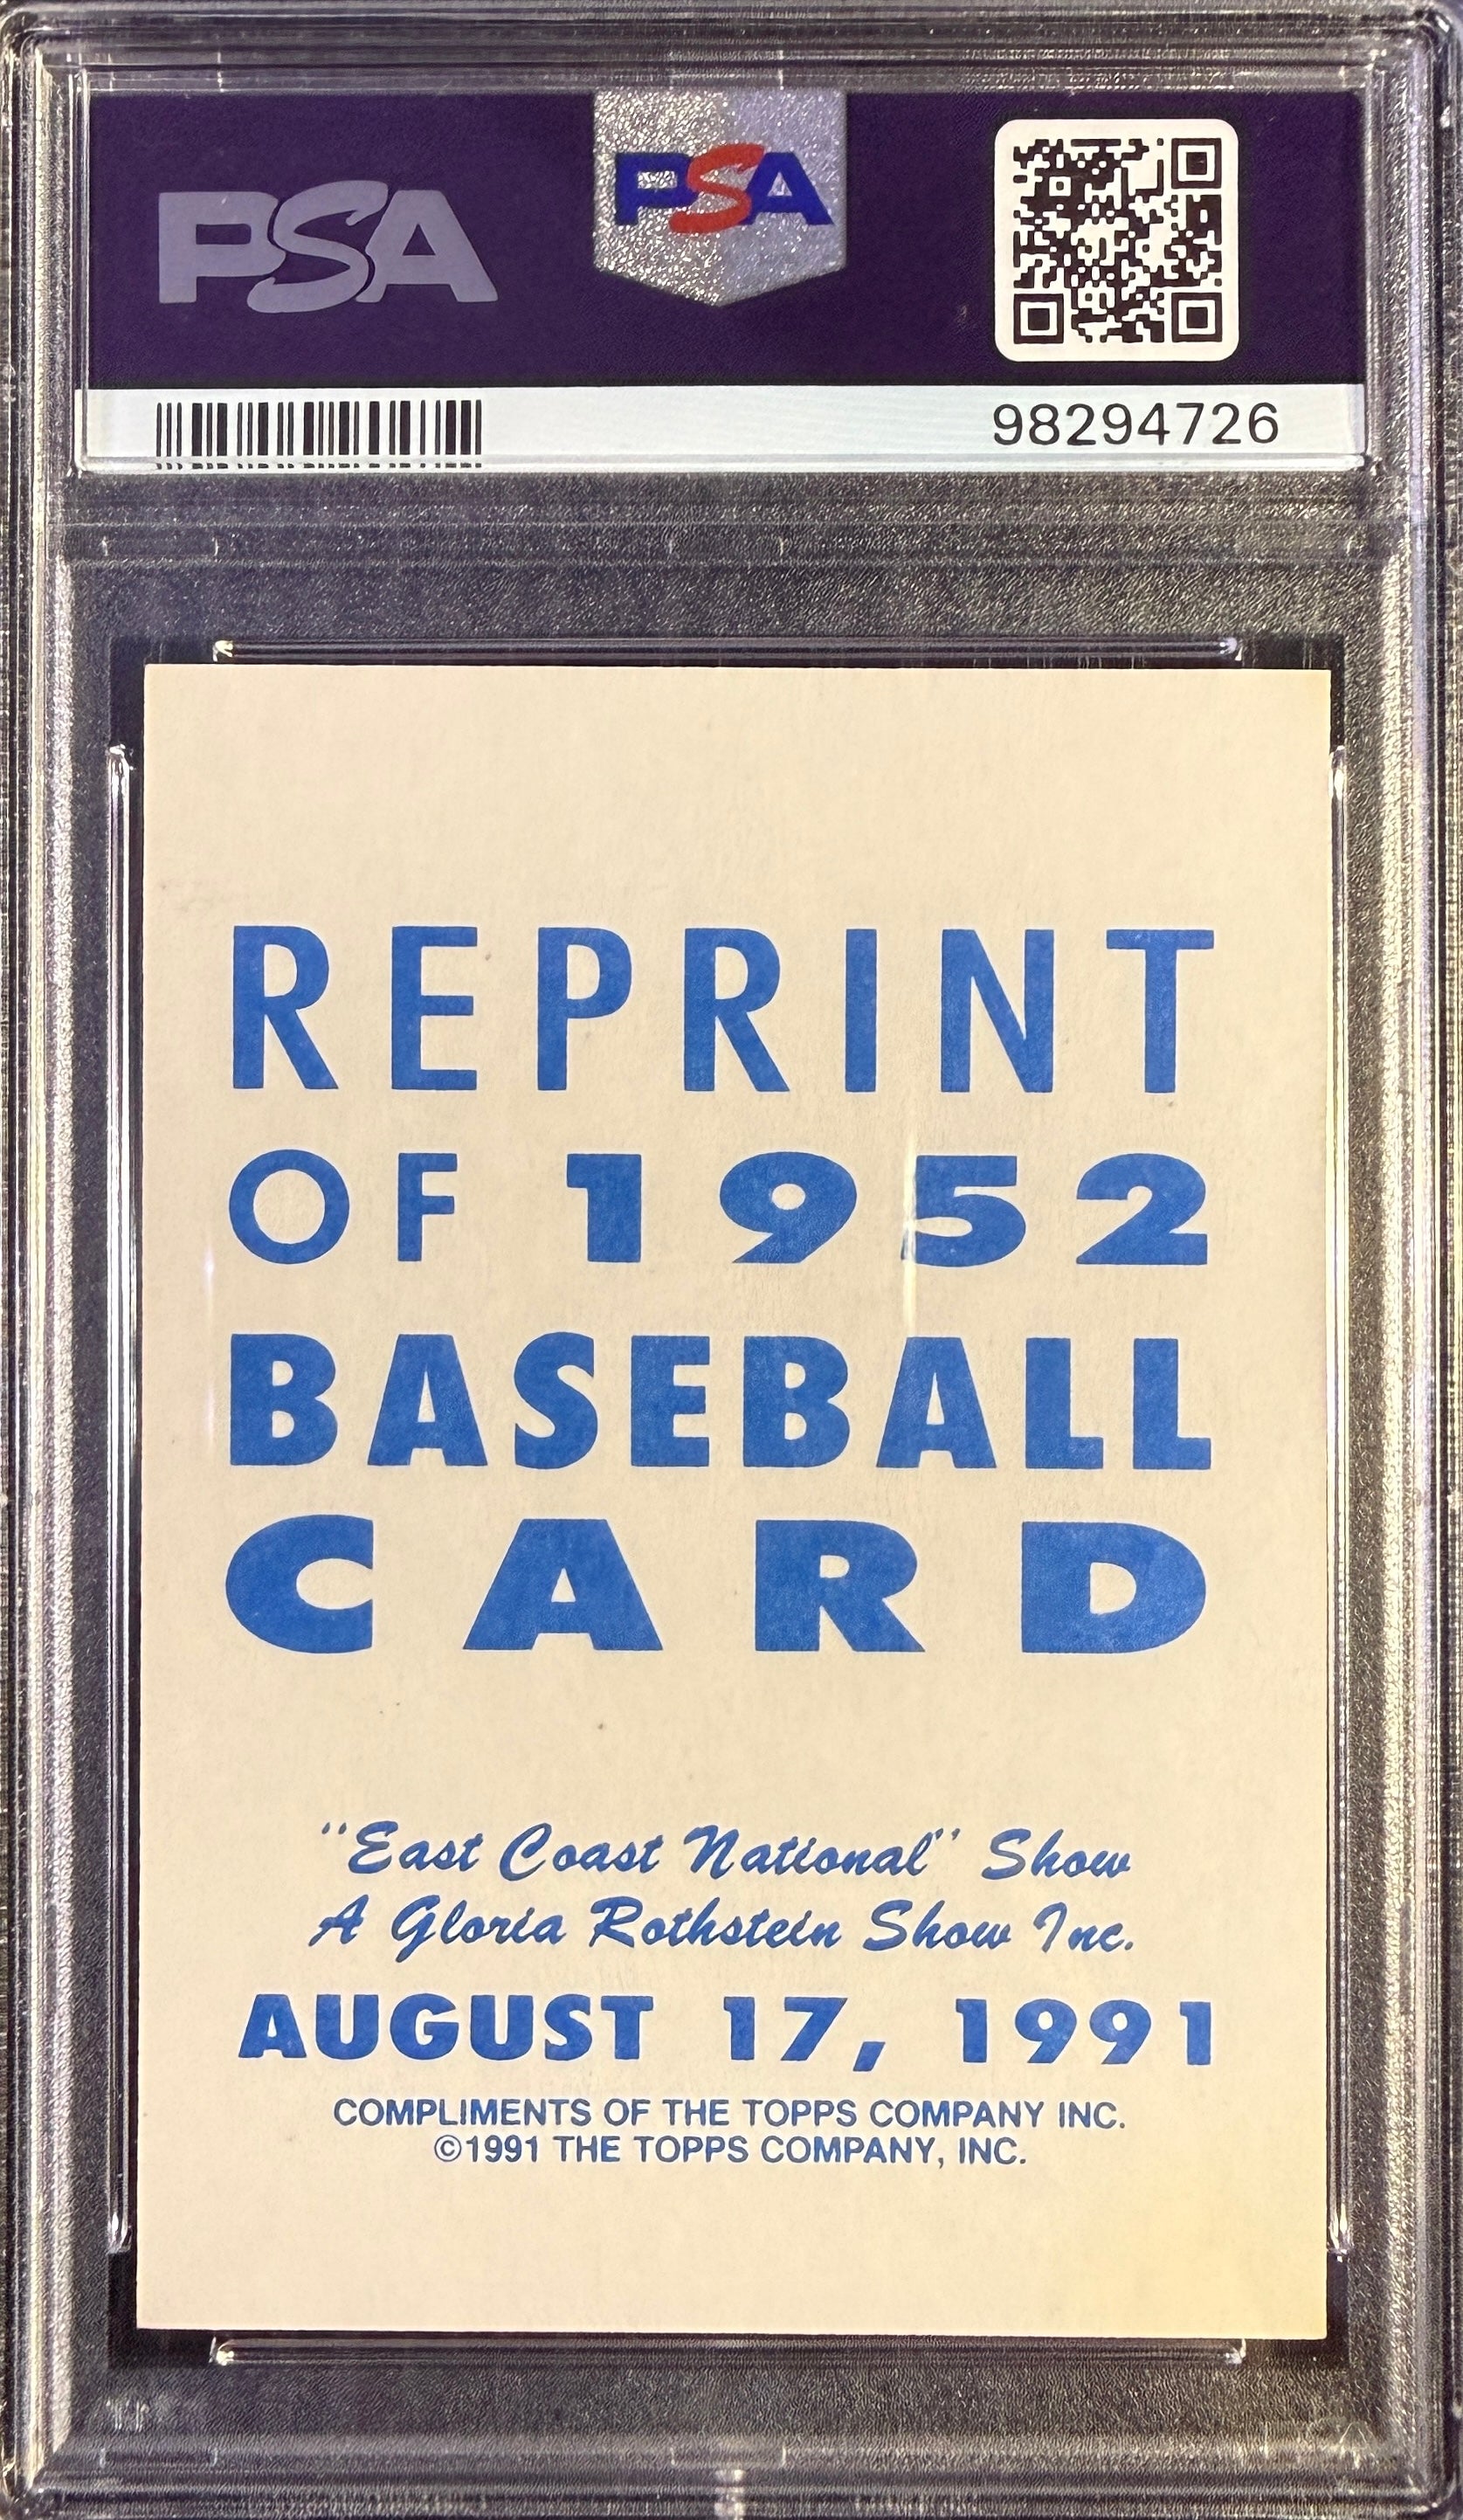 PSA
PSA
98294726
REPRINT
OF 1952
BASEBALL
CARD
"East Coast National" Show
A Gloria Rothstein Show Inc.
AUGUST 17, 1991
COMPLIMENTS OF THE TOPPS COMPANY INC.
©1991 THE TOPPS COMPANY, INC.